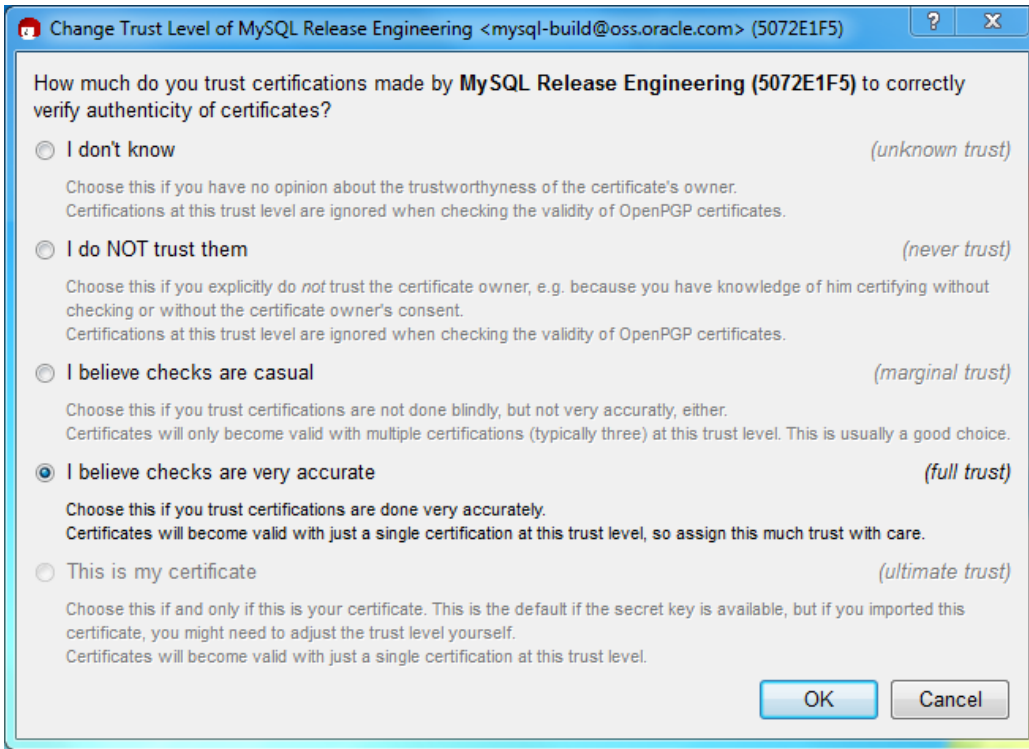 Change Trust Level of MySQL Release Engineering <mysql-build@oss.oracle.com> (5072E1F5)
How much do you trust certifications made by MySQL Release Engineering (5072E1F5) to correctly
verify authenticity of certificates?
I don't know (unknown trust)
Choose this if you have no opinion about the trustworthyness of the certificate's owner.
Certifications at this trust level are ignored when checking the validity of OpenPGP certificates.
I do NOT trust them (never trust)
Choose this if you explicitly do not trust the certificate owner, e.g. because you have knowledge of him certifying without
checking or without the certificate owner's consent.
Certifications at this trust level are ignored when checking the validity of OpenPGP certificates.
I believe checks are casual (marginal trust)
Choose this if you trust certifications are not done blindly, but not very accuratly, either.
Certificates will only become valid with multiple certifications (typically three) at this trust level. This is usually a good choice.
I believe checks are very accurate (full trust)
Choose this if you trust certifications are done very accurately.
Certificates will become valid with just a single certification at this trust level, so assign this much trust with care.
This is my certificate (ultimate trust)
Choose this if and only if this is your certificate. This is the default if the secret key is available, but if you imported this
certificate, you might need to adjust the trust level yourself.
Certificates will become valid with just a single certification at this trust level.
OK Cancel